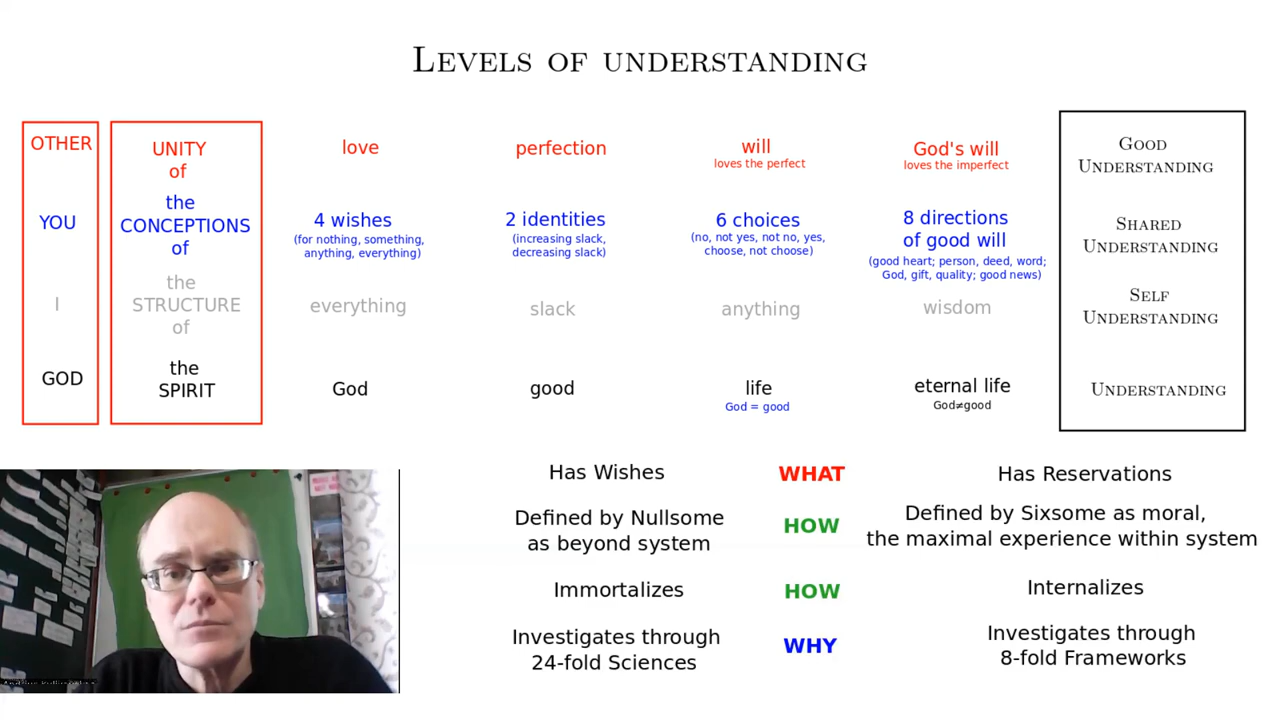 LEVELS OF UNDERSTANDING
OTHER
UNITY
of
love
perfection
will
loves the perfect
God's will
loves the imperfect
GOOD
UNDERSTANDING
YOU
the
CONCEPTIONS
of
4 wishes
(for nothing, something,
anything, everything)
2 identities
(increasing slack,
decreasing slack)
6 choices
(no, not yes, not no, yes,
choose, not choose)
8 directions
of good will
(good heart; person, deed, word;
God, gift, quality; good news)
SHARED
UNDERSTANDING
I
the
STRUCTURE
of
everything
slack
anything
wisdom
SELF
UNDERSTANDING
GOD
the
SPIRIT
God
good
life
God = good
eternal life
God≠good
UNDERSTANDING
Has Wishes
WHAT
Has Reservations
Defined by Nullsome
as beyond system
HOW
Defined by Sixsome as moral,
the maximal experience within system
Immortalizes
HOW
Internalizes
Investigates through
24-fold Sciences
WHY
Investigates through
8-fold Frameworks